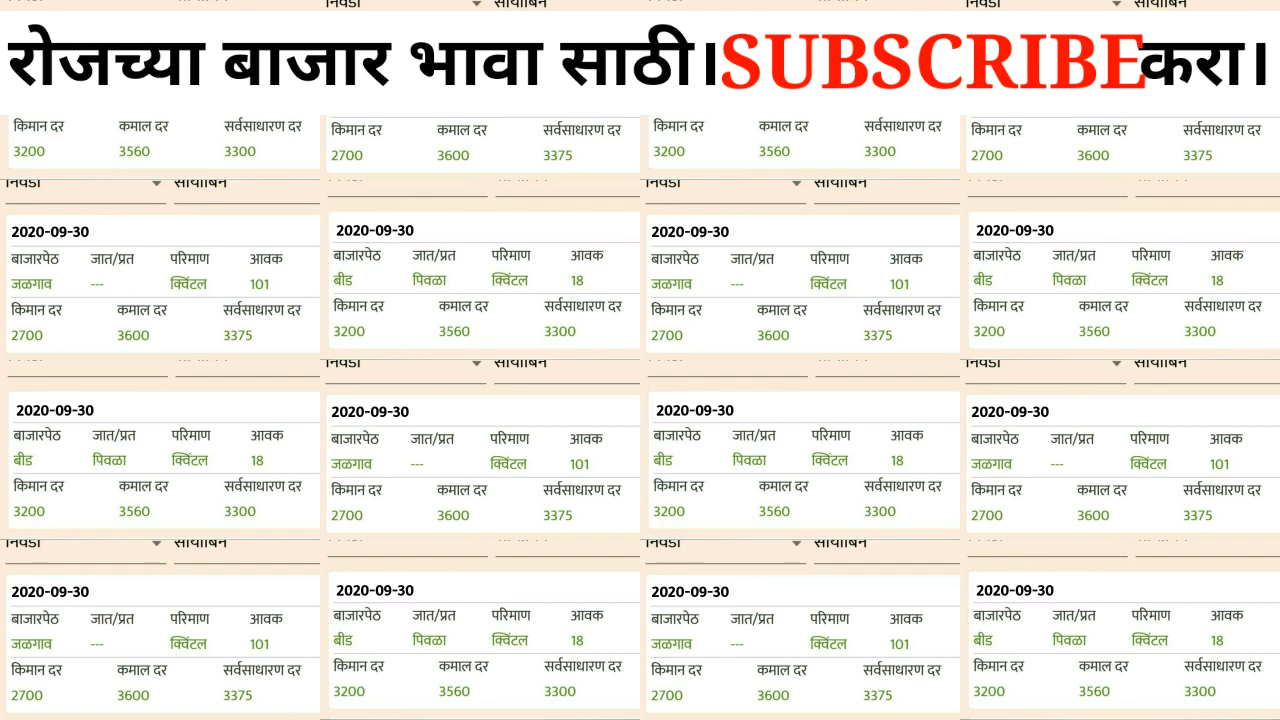 निवडा सोयाबिन निवडा सोयाबिन
रोजच्या बाजार भावा साठी।SUBSCRIBEकरा।
किमान दर कमाल दर सर्वसाधारण दर किमान दर कमाल दर सर्वसाधारण दर किमान दर कमाल दर सर्वसाधारण दर किमान दर कमाल दर सर्वसाधारण दर
3200 3560 3300 2700 3600 3375 3200 3560 3300 2700 3600 3375
निवडा सोयाबिन निवडा सोयाबिन
2020-09-30 2020-09-30 2020-09-30 2020-09-30
बाजारपेठ जात/प्रत परिमाण आवक बाजारपेठ जात/प्रत परिमाण आवक बाजारपेठ जात/प्रत परिमाण आवक बाजारपेठ जात/प्रत परिमाण आवक
जळगाव --- क्विंटल 101 बीड पिवळा क्विंटल 18 जळगाव --- क्विंटल 101 बीड पिवळा क्विंटल 18
किमान दर कमाल दर सर्वसाधारण दर किमान दर कमाल दर सर्वसाधारण दर किमान दर कमाल दर सर्वसाधारण दर किमान दर कमाल दर सर्वसाधारण दर
2700 3600 3375 3200 3560 3300 2700 3600 3375 3200 3560 3300
निवडा सोयाबिन निवडा सोयाबिन
2020-09-30 2020-09-30 2020-09-30 2020-09-30
बाजारपेठ जात/प्रत परिमाण आवक बाजारपेठ जात/प्रत परिमाण आवक बाजारपेठ जात/प्रत परिमाण आवक बाजारपेठ जात/प्रत परिमाण आवक
बीड पिवळा क्विंटल 18 जळगाव --- क्विंटल 101 बीड पिवळा क्विंटल 18 जळगाव --- क्विंटल 101
किमान दर कमाल दर सर्वसाधारण दर किमान दर कमाल दर सर्वसाधारण दर किमान दर कमाल दर सर्वसाधारण दर किमान दर कमाल दर सर्वसाधारण दर
3200 3560 3300 2700 3600 3375 3200 3560 3300 2700 3600 3375
निवडा सोयाबिन निवडा सोयाबिन
2020-09-30 2020-09-30 2020-09-30 2020-09-30
बाजारपेठ जात/प्रत परिमाण आवक बाजारपेठ जात/प्रत परिमाण आवक बाजारपेठ जात/प्रत परिमाण आवक बाजारपेठ जात/प्रत परिमाण आवक
जळगाव --- क्विंटल 101 बीड पिवळा क्विंटल 18 जळगाव --- क्विंटल 101 बीड पिवळा क्विंटल 18
किमान दर कमाल दर सर्वसाधारण दर किमान दर कमाल दर सर्वसाधारण दर किमान दर कमाल दर सर्वसाधारण दर किमान दर कमाल दर सर्वसाधारण दर
2700 3600 3375 3200 3560 3300 2700 3600 3375 3200 3560 3300